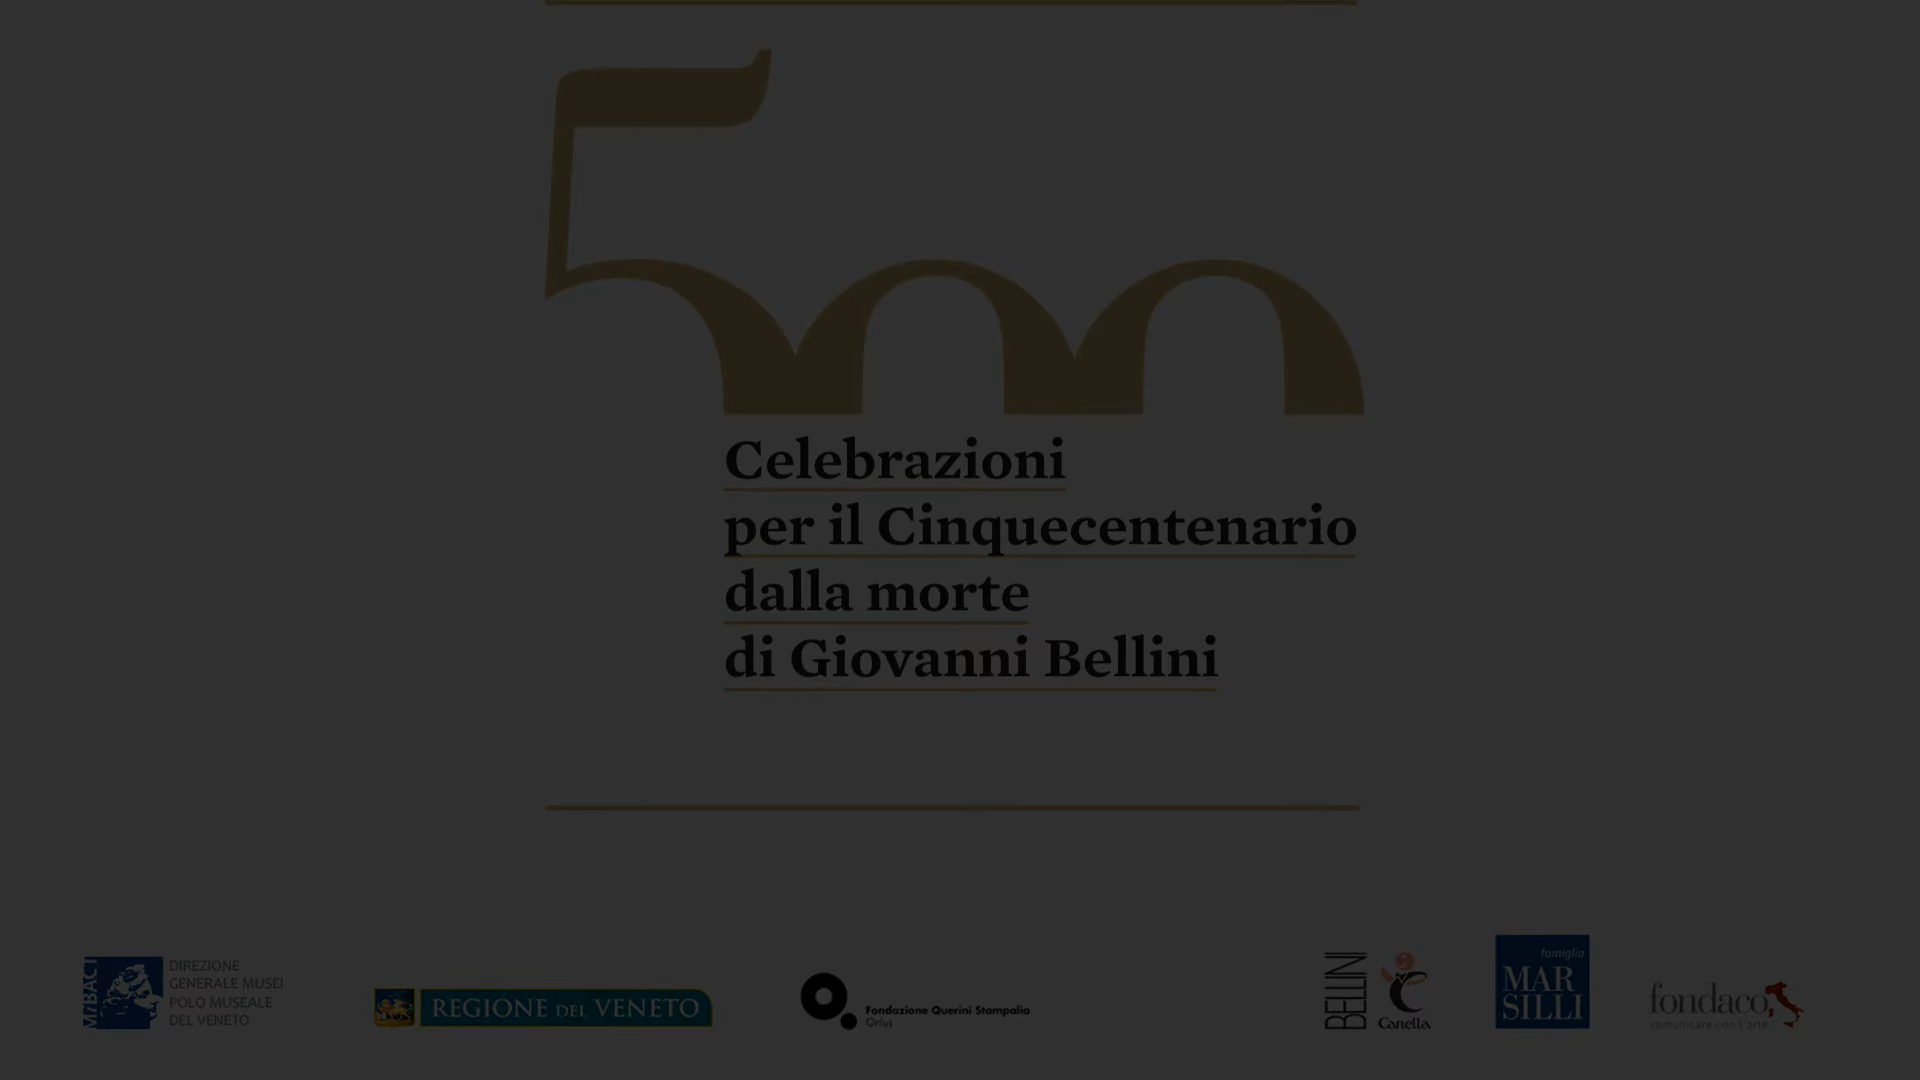 500
Celebrazioni
per il Cinquecentenario
dalla morte
di Giovanni Bellini
MiBACT
DIREZIONE
GENERALE MUSEI
POLO MUSEALE
DEL VENETO
REGIONE DEL VENETO
Fondazione Querini Stampalia
Onlus
BELLINI
Canella
famiglia
MAR
SILLI
fondaco
comunicare con l'arte